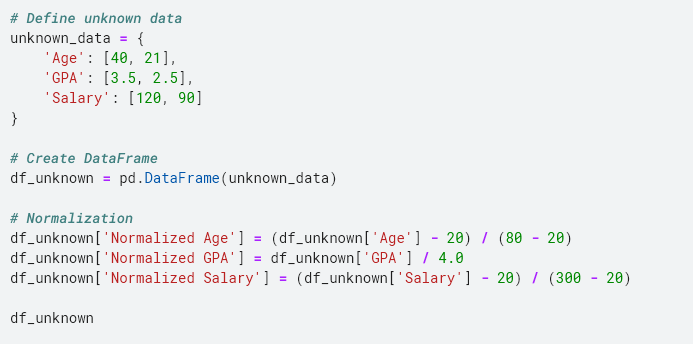 # Define unknown data
unknown_data = {
    'Age': [40, 21],
    'GPA': [3.5, 2.5],
    'Salary': [120, 90]
}
# Create DataFrame
df_unknown = pd.DataFrame(unknown_data)
# Normalization
df_unknown['Normalized Age'] = (df_unknown['Age'] - 20) / (80 - 20)
df_unknown['Normalized GPA'] = df_unknown['GPA'] / 4.0
df_unknown['Normalized Salary'] = (df_unknown['Salary'] - 20) / (300 - 20)
df_unknown